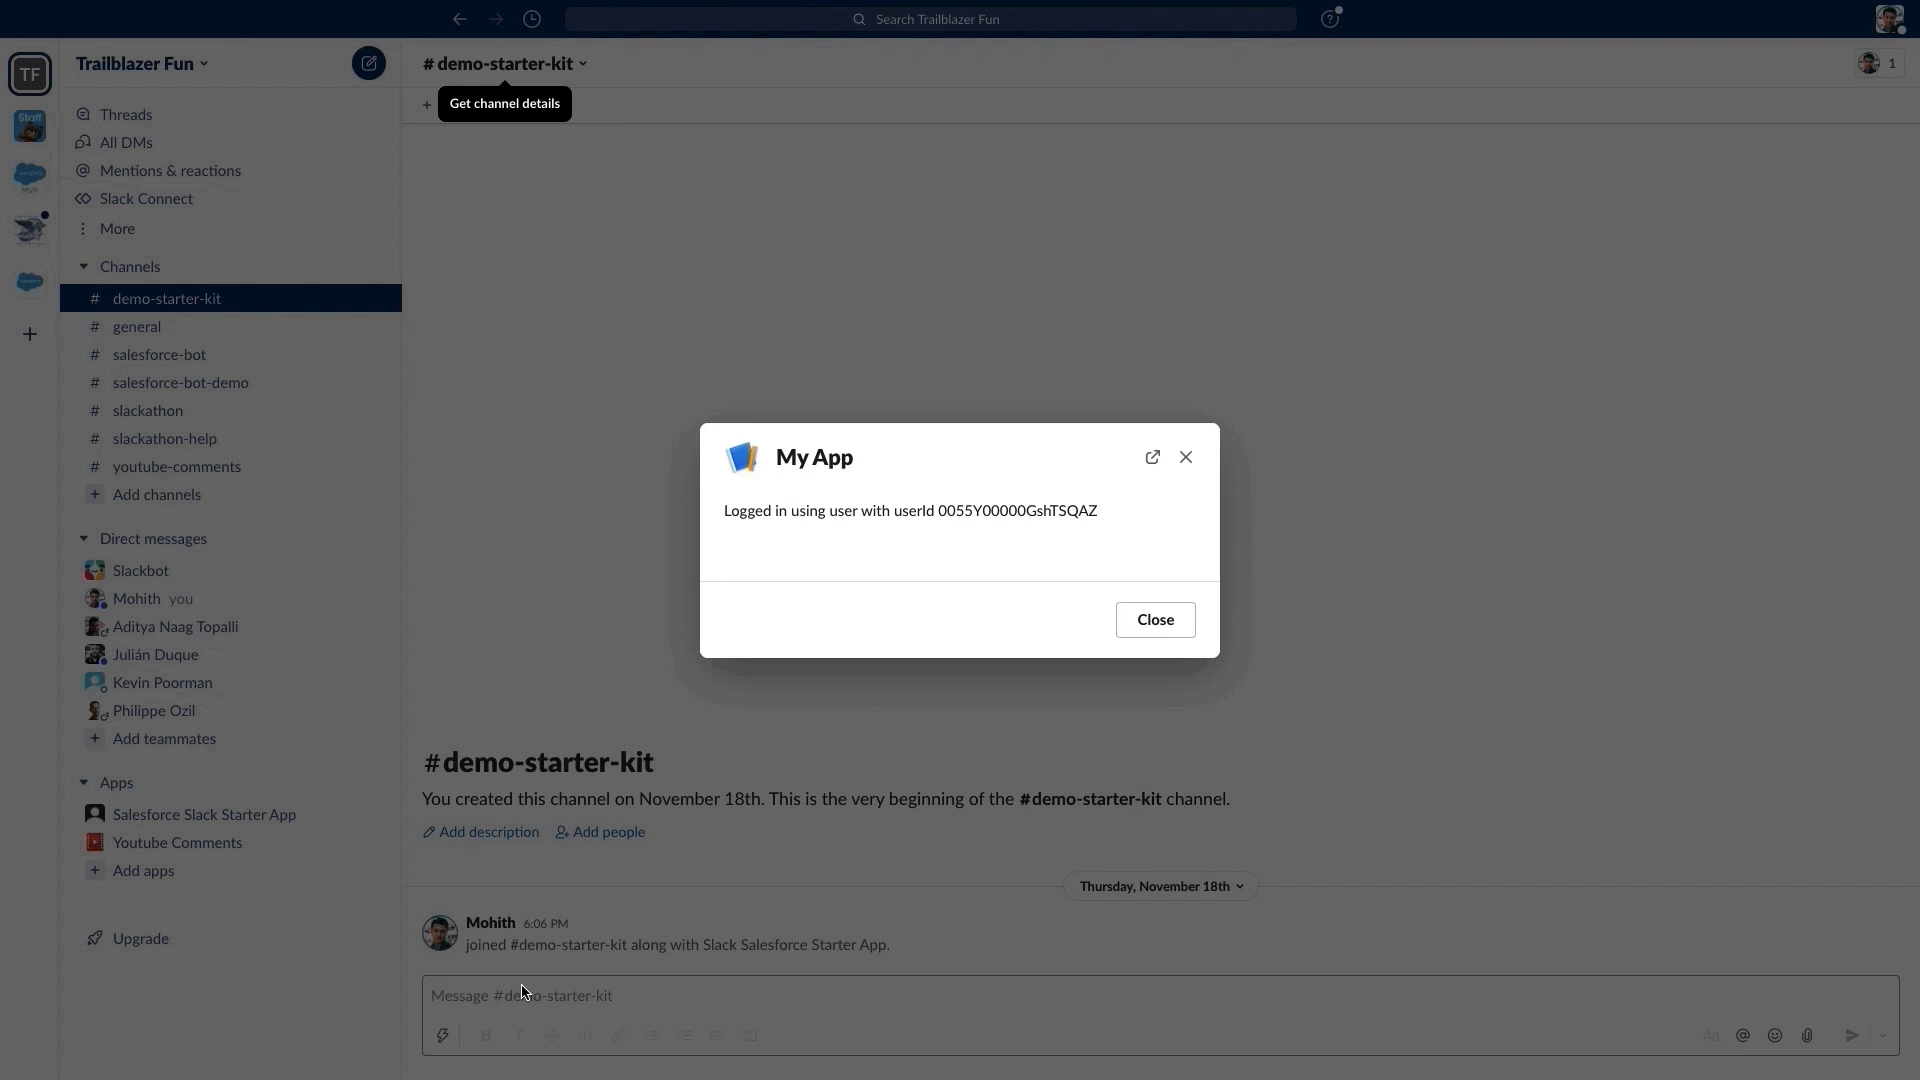 Search Trailblazer Fun
TF
Trailblazer Fun
# demo-starter-kit
1
Staff
+
Get channel details
Threads
All DMs
MVP
@ Mentions & reactions
Slack Connect
More
Channels
# demo-starter-kit
# general
+
# salesforce-bot
# salesforce-bot-demo
# slackathon
# slackathon-help
# youtube-comments
+ Add channels
Direct messages
Slackbot
Mohith you
Aditya Naag Topalli
Julián Duque
Kevin Poorman
Philippe Ozil
+ Add teammates
Apps
Salesforce Slack Starter App
Youtube Comments
+ Add apps
Upgrade
My App
Logged in using user with userId 0055Y00000GshTSQAZ
Close
#demo-starter-kit
You created this channel on November 18th. This is the very beginning of the #demo-starter-kit channel.
Add description Add people
Thursday, November 18th
Mohith 6:06 PM
joined #demo-starter-kit along with Slack Salesforce Starter App.
Message #demo-starter-kit
B I S Aa @